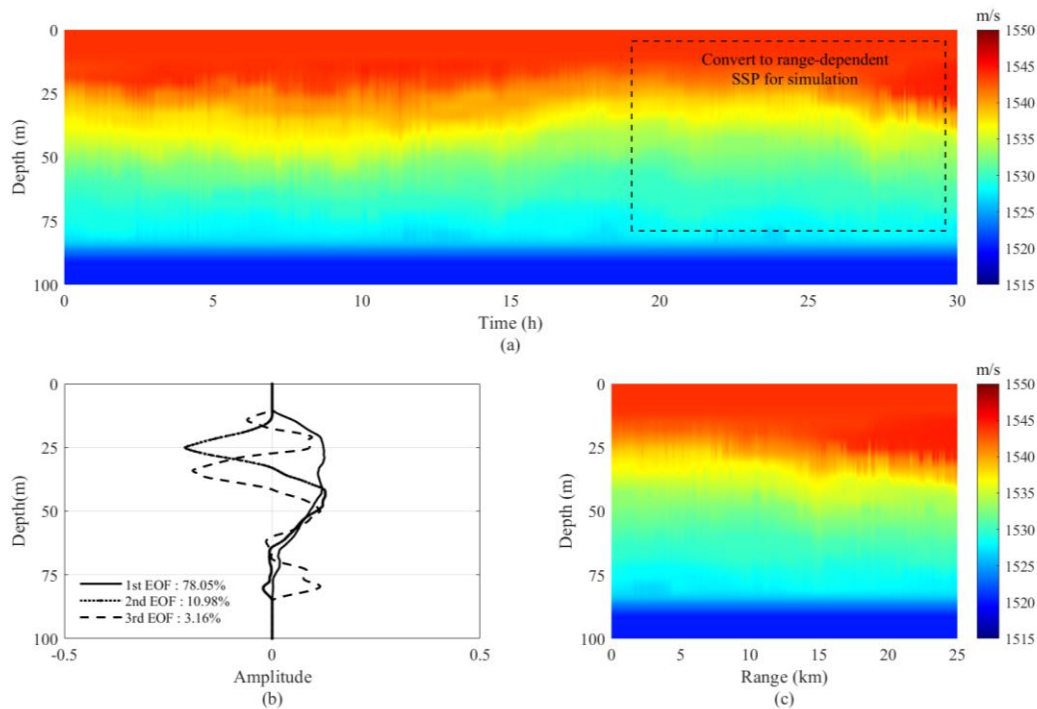 m/s
0
25
50
75
100
Depth (m)
Convert to range-dependent
SSP for simulation
1550
1545
1540
1535
1530
1525
1520
1515
0 5 10 15 20 25 30
Time (h)
(a)
0
25
50
75
100
Depth(m)
1st EOF : 78.05%
2nd EOF : 10.98%
3rd EOF : 3.16%
-0.5 0 0.5
Amplitude
(b)
m/s
0
25
50
75
100
Depth (m)
1550
1545
1540
1535
1530
1525
1520
1515
0 5 10 15 20 25
Range (km)
(c)